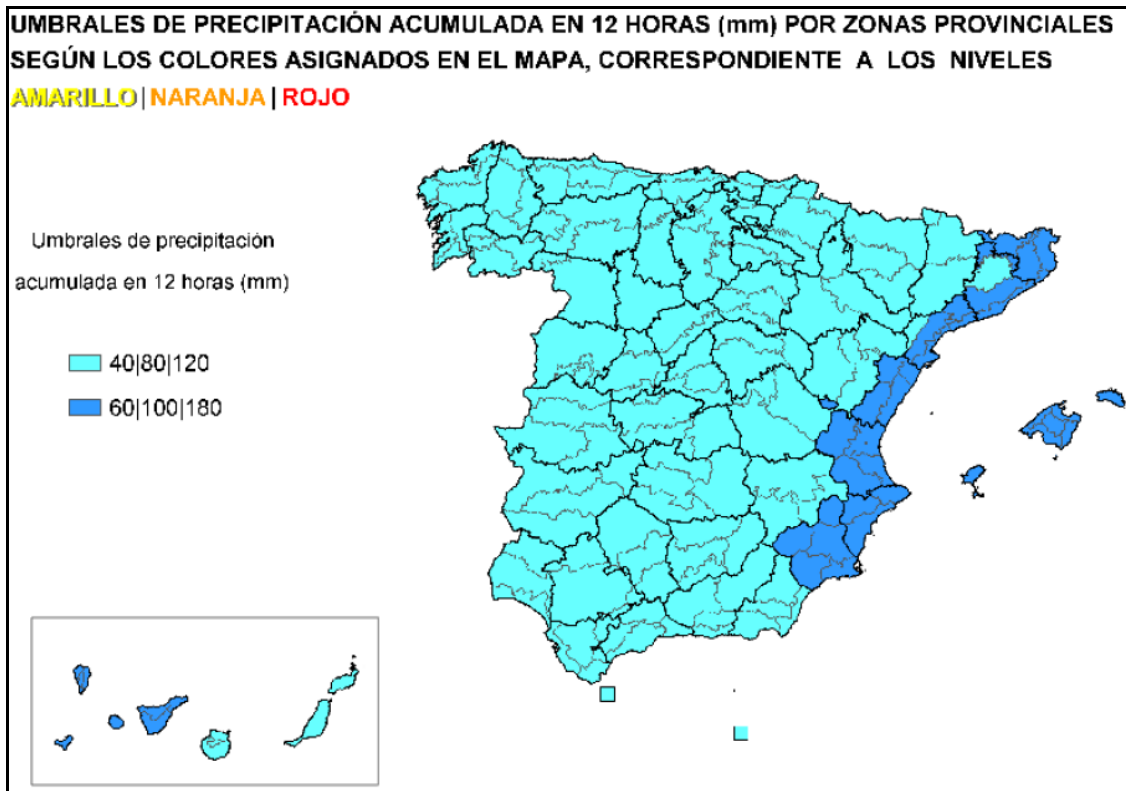 UMBRALES DE PRECIPITACIÓN ACUMULADA EN 12 HORAS (mm) POR ZONAS PROVINCIALES
SEGÚN LOS COLORES ASIGNADOS EN EL MAPA, CORRESPONDIENTE A LOS NIVELES
AMARILLO | NARANJA | ROJO
Umbrales de precipitación
acumulada en 12 horas (mm)
40|80|120
60|100|180